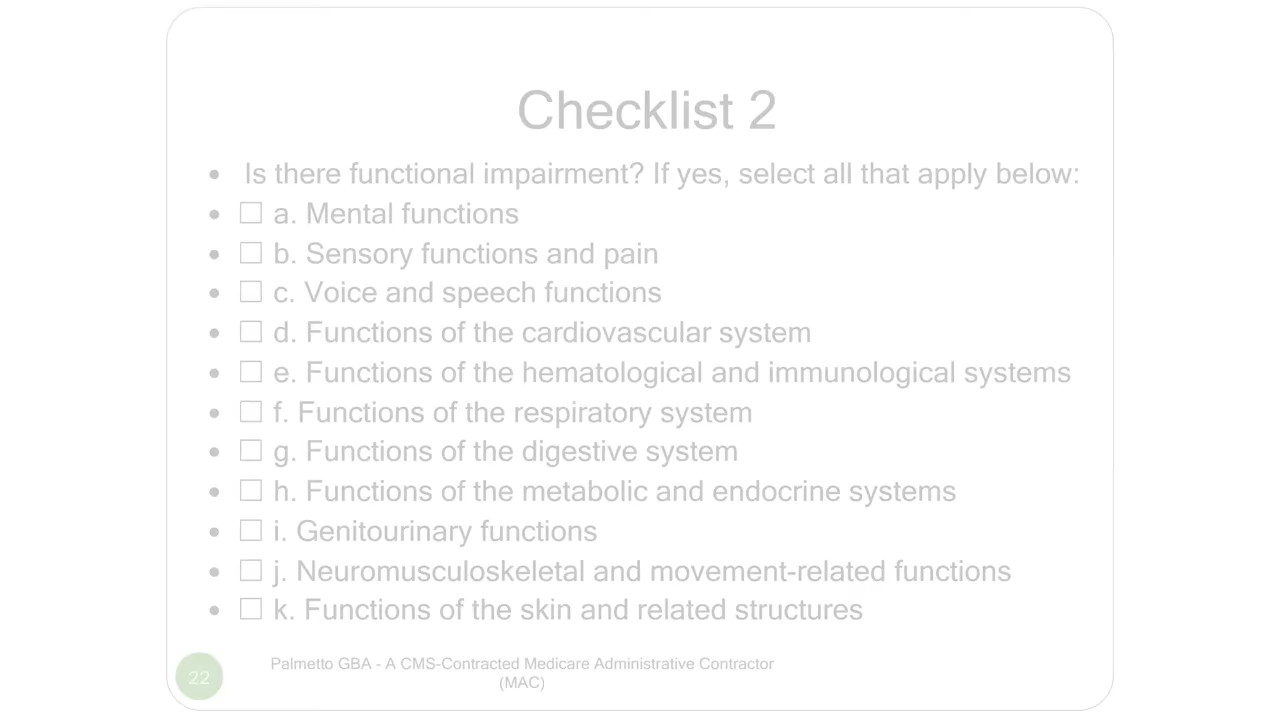 Checklist 2
• Is there functional impairment? If yes, select all that apply below:
• ☐ a. Mental functions
• ☐ b. Sensory functions and pain
• ☐ c. Voice and speech functions
• ☐ d. Functions of the cardiovascular system
• ☐ e. Functions of the hematological and immunological systems
• ☐ f. Functions of the respiratory system
• ☐ g. Functions of the digestive system
• ☐ h. Functions of the metabolic and endocrine systems
• ☐ i. Genitourinary functions
• ☐ j. Neuromusculoskeletal and movement-related functions
• ☐ k. Functions of the skin and related structures
22
Palmetto GBA - A CMS-Contracted Medicare Administrative Contractor
(MAC)